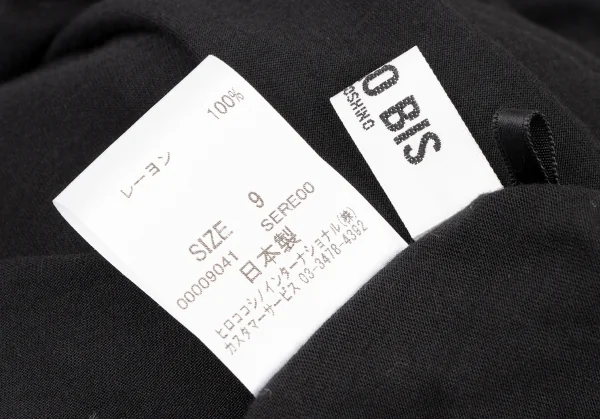 レーヨン 100%
SIZE 9
00009041 SERE00
日本製
ヒロココシノインターナショナル(株)
カスタマーサービス 03-3478-4392
O BIS
OSHINO